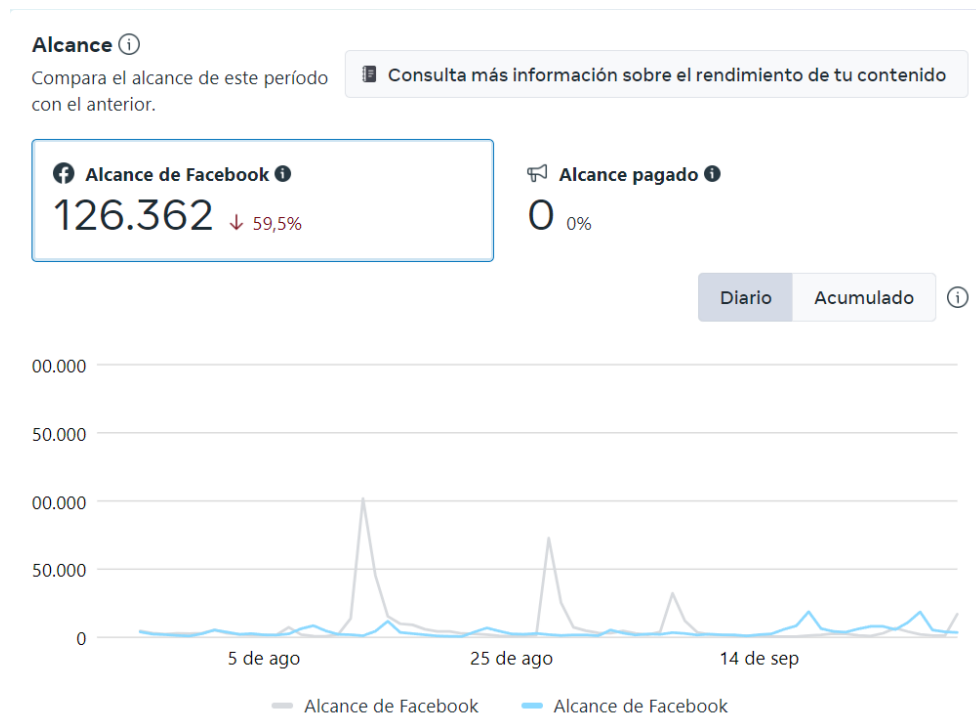 Alcance
Compara el alcance de este período
con el anterior.
Consulta más información sobre el rendimiento de tu contenido
Alcance de Facebook
126.362 ↓ 59,5%
Alcance pagado
0 0%
Diario Acumulado
00.000
50.000
00.000
50.000
0
5 de ago 25 de ago 14 de sep
Alcance de Facebook Alcance de Facebook